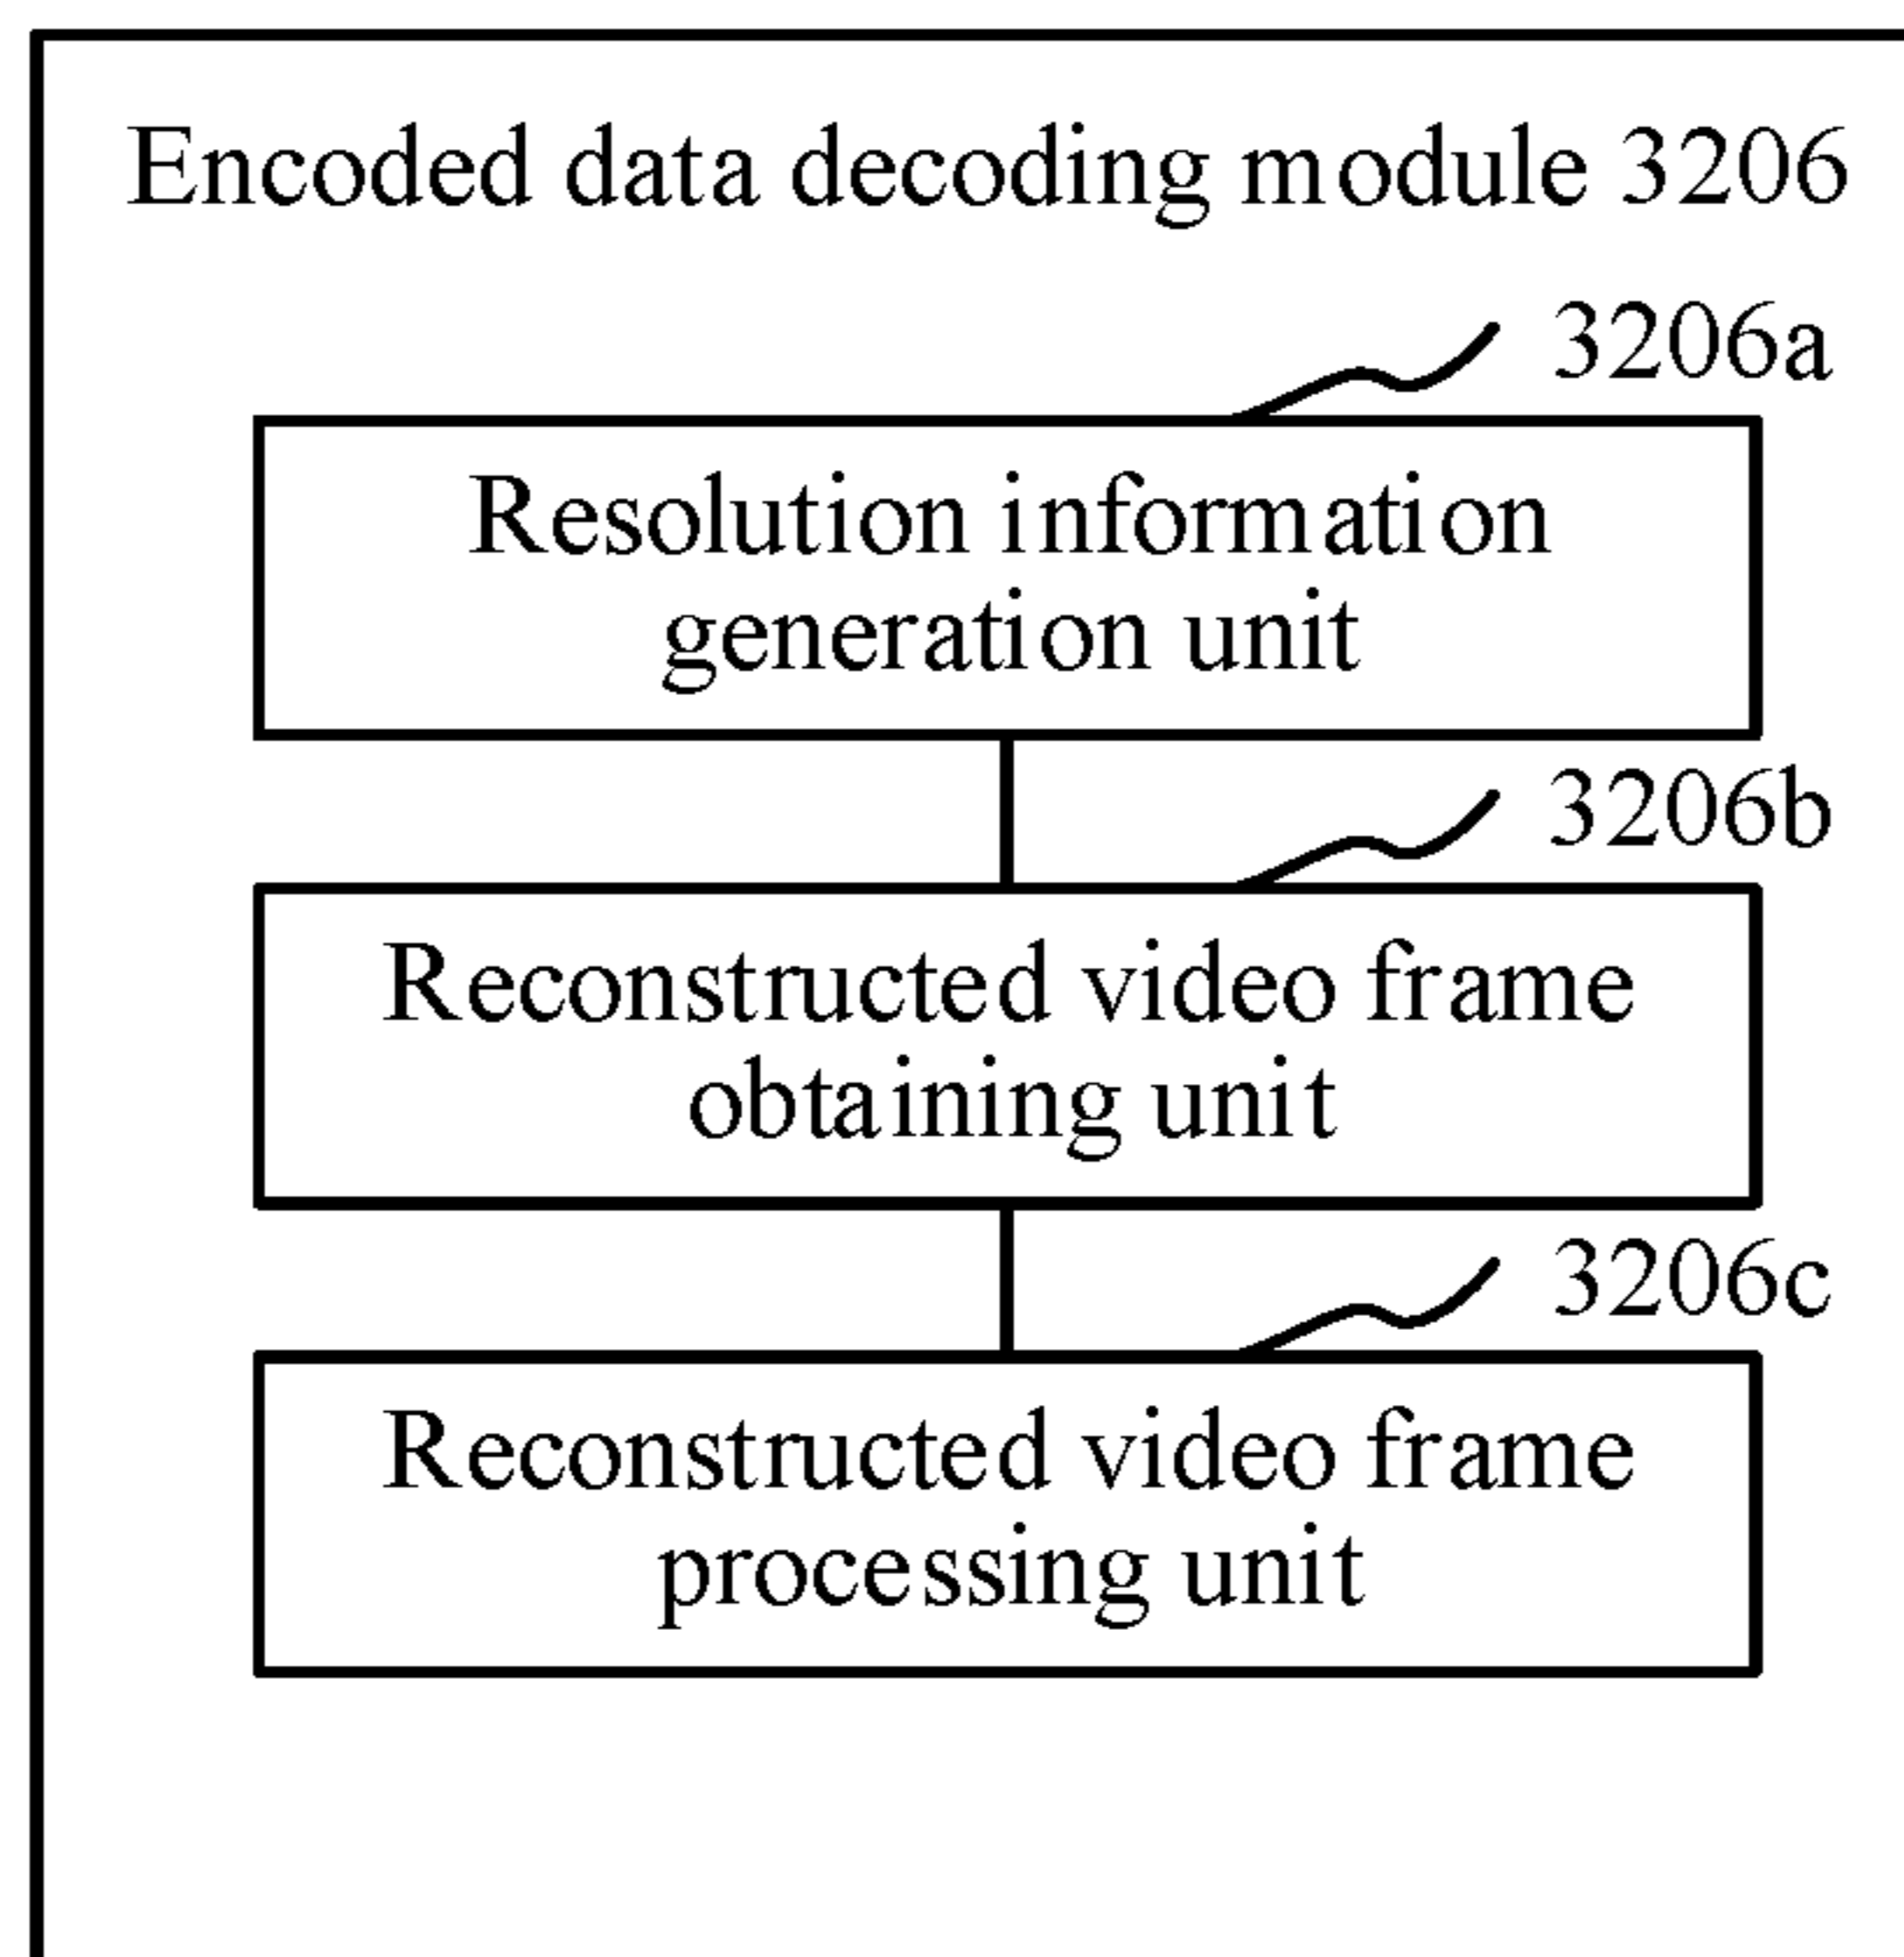 Encoded data decoding module 3206
3206a
Resolution information
generation unit
3206b
Reconstructed video frame
obtaining unit
3206c
Reconstructed video frame
processing unit